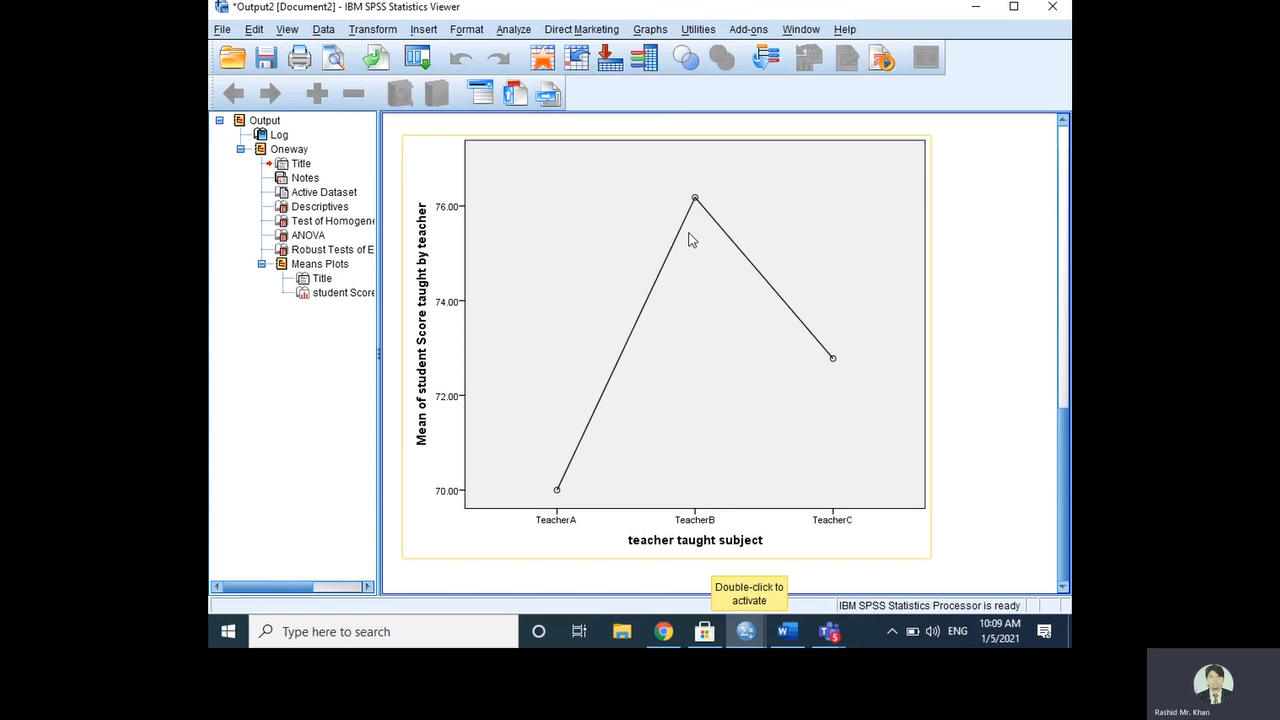 *Output2 [Document2] - IBM SPSS Statistics Viewer
File Edit View Data Transform Insert Format Analyze Direct Marketing Graphs Utilities Add-ons Window Help
Output
Log
Oneway
Title
Notes
Active Dataset
Descriptives
Test of Homogene
ANOVA
Robust Tests of E
Means Plots
Title
student Score
Mean of student Score taught by teacher
76.00
74.00
72.00
70.00
TeacherA TeacherB TeacherC
teacher taught subject
Double-click to
activate
IBM SPSS Statistics Processor is ready
Type here to search
W
5
ENG
10:09 AM
1/5/2021
Rashid Mr. Khan